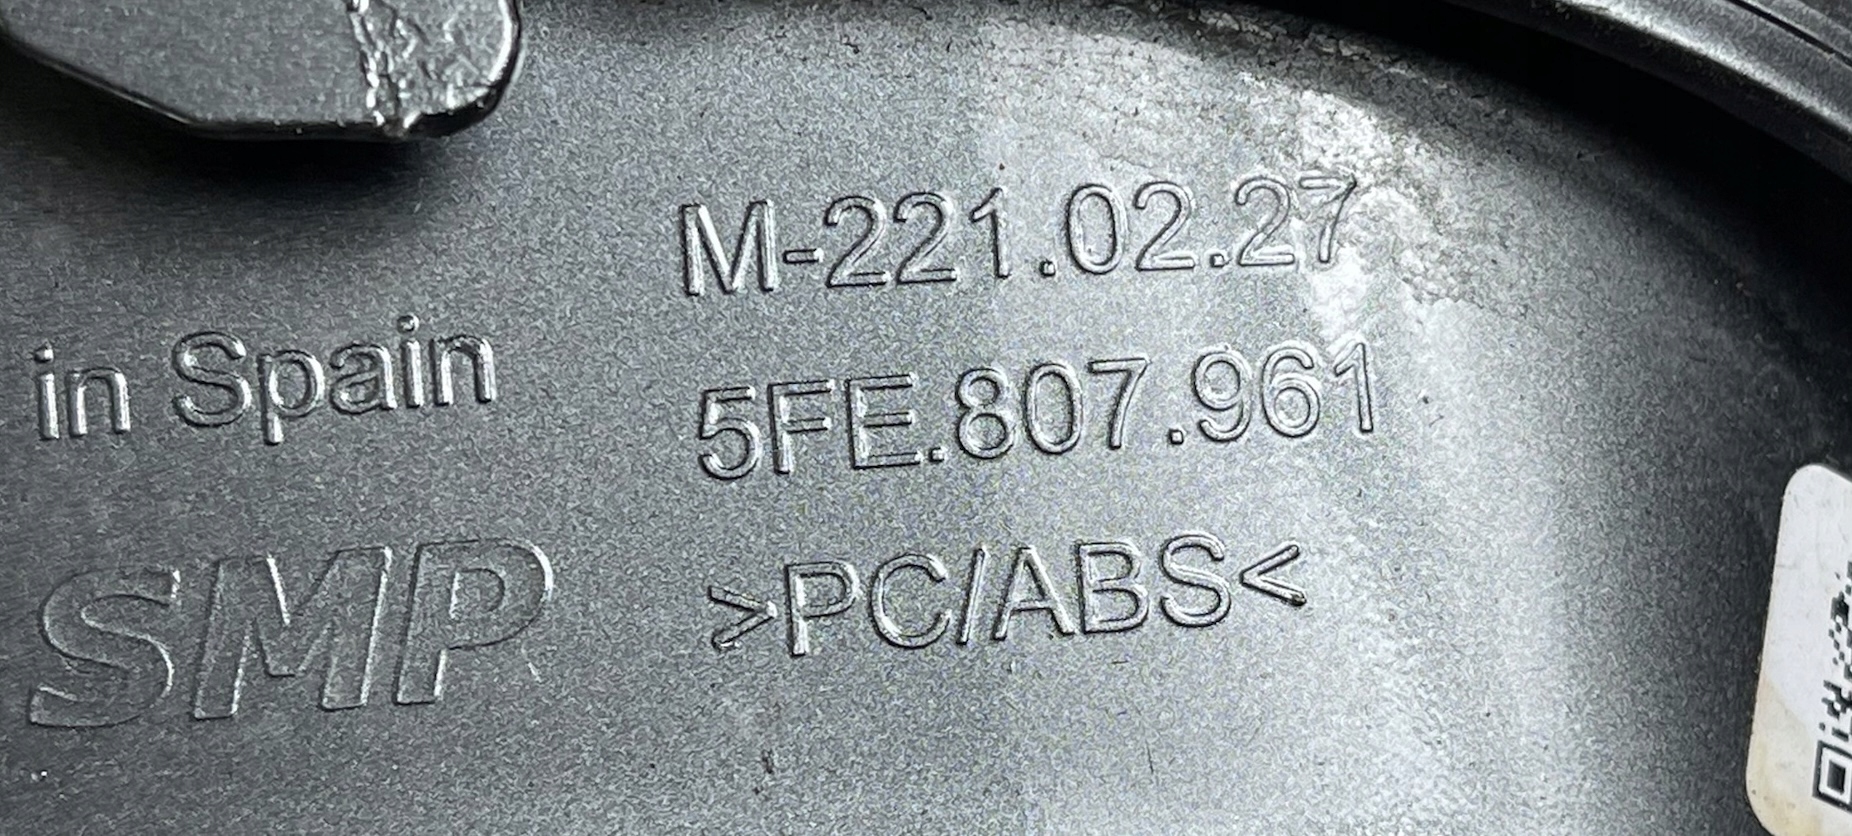 M-221.02.27
in Spain
5FE.807.961
SMP
>PC/ABS<